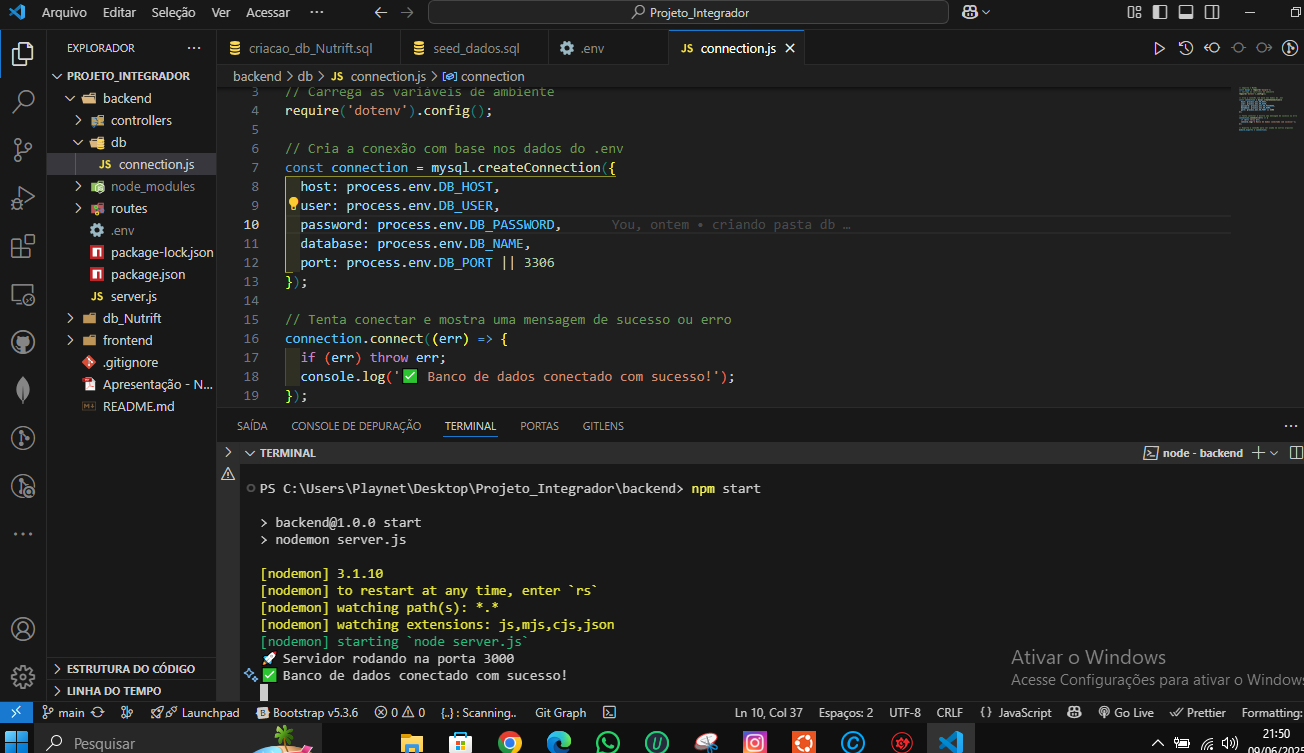 Arquivo Editar Seleção Ver Acessar ··· Projeto_Integrador
EXPLORADOR ···
criacao_db_Nutrift.sql seed_dados.sql .env JS connection.js
PROJETO_INTEGRADOR
backend > db > JS connection.js > connection
backend
controllers
db
JS connection.js
node_modules
routes
.env
package-lock.json
package.json
JS server.js
db_Nutrift
frontend
.gitignore
Apresentação - N...
README.md
ESTRUTURA DO CÓDIGO
LINHA DO TEMPO
3 // Carrega as variáveis de ambiente
4 require('dotenv').config();
5
6 // Cria a conexão com base nos dados do .env
7 const connection = mysql.createConnection({
8 host: process.env.DB_HOST,
9 user: process.env.DB_USER,
10 password: process.env.DB_PASSWORD, You, ontem • criando pasta db …
11 database: process.env.DB_NAME,
12 port: process.env.DB_PORT || 3306
13 });
14
15 // Tenta conectar e mostra uma mensagem de sucesso ou erro
16 connection.connect((err) => {
17 if (err) throw err;
18 console.log('✅ Banco de dados conectado com sucesso!');
19 });
SAÍDA CONSOLE DE DEPURAÇÃO TERMINAL PORTAS GITLENS ···
TERMINAL node - backend
PS C:\Users\Playnet\Desktop\Projeto_Integrador\backend> npm start
> backend@1.0.0 start
> nodemon server.js
[nodemon] 3.1.10
[nodemon] to restart at any time, enter `rs`
[nodemon] watching path(s): *.*
[nodemon] watching extensions: js,mjs,cjs,json
[nodemon] starting `node server.js`
🚀 Servidor rodando na porta 3000
✅ Banco de dados conectado com sucesso!
Ativar o Windows
Acesse Configurações para ativar o Windows
main Launchpad Bootstrap v5.3.6 0 0 {..} : Scanning.. Git Graph Ln 10, Col 37 Espaços: 2 UTF-8 CRLF {} JavaScript Go Live Prettier Formatting:
Pesquisar
21:50
09/06/20